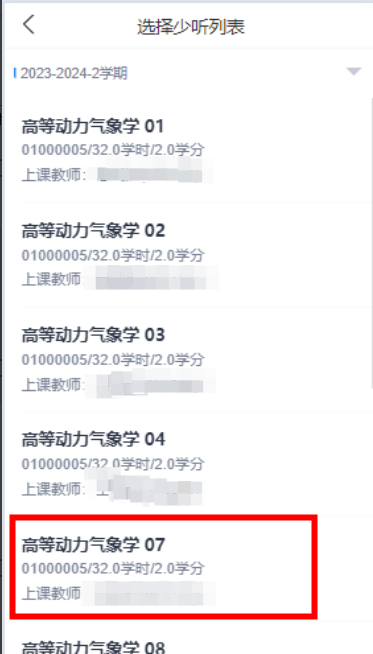 选择少听列表
2023-2024-2学期
高等动力气象学 01
01000005/32.0学时/2.0学分
上课教师:
高等动力气象学 02
01000005/32.0学时/2.0学分
上课教师
高等动力气象学 03
01000005/32.0学时/2.0学分
上课教师:
高等动力气象学 04
01000005/32.0学时/2.0学分
上课教师:
高等动力气象学 07
01000005/32.0学时/2.0学分
上课教师
高等动力气象学 08